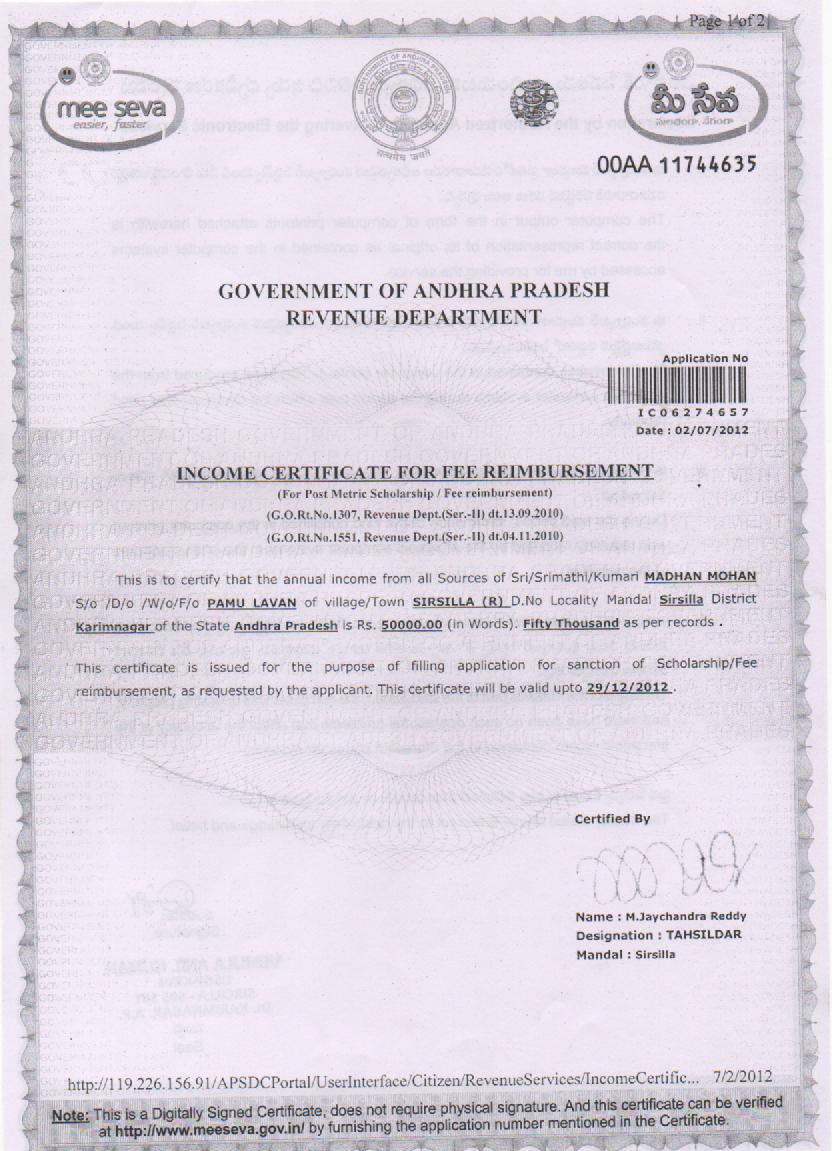 Page 1 of 2
mee seva
easier, faster
మీ సేవ
सत्यमेव जयते
00AA 11744635
GOVERNMENT OF ANDHRA PRADESH
REVENUE DEPARTMENT
Application No
IC06274657
Date : 02/07/2012
INCOME CERTIFICATE FOR FEE REIMBURSEMENT
(For Post Metric Scholarship / Fee reimbursement)
(G.O.Rt.No.1307, Revenue Dept.(Ser.-II) dt.13.09.2010)
(G.O.Rt.No.1551, Revenue Dept.(Ser.-II) dt.04.11.2010)
This is to certify that the annual income from all Sources of Sri/Srimathi/Kumari MADHAN MOHAN
S/o /D/o /W/o/F/o PAMU LAVAN of village/Town SIRSILLA (R) D.No Locality Mandal Sirsilla District
Karimnagar of the State Andhra Pradesh is Rs. 50000.00 (in Words). Fifty Thousand as per records .
This certificate is issued for the purpose of filling application for sanction of Scholarship/Fee
reimbursement, as requested by the applicant. This certificate will be valid upto 29/12/2012 .
Certified By
Name : M.Jaychandra Reddy
Designation : TAHSILDAR
Mandal : Sirsilla
http://119.226.156.91/APSDCPortal/UserInterface/Citizen/RevenueServices/IncomeCertific... 7/2/2012
Note: This is a Digitally Signed Certificate, does not require physical signature. And this certificate can be verified
at http://www.meeseva.gov.in/ by furnishing the application number mentioned in the Certificate.